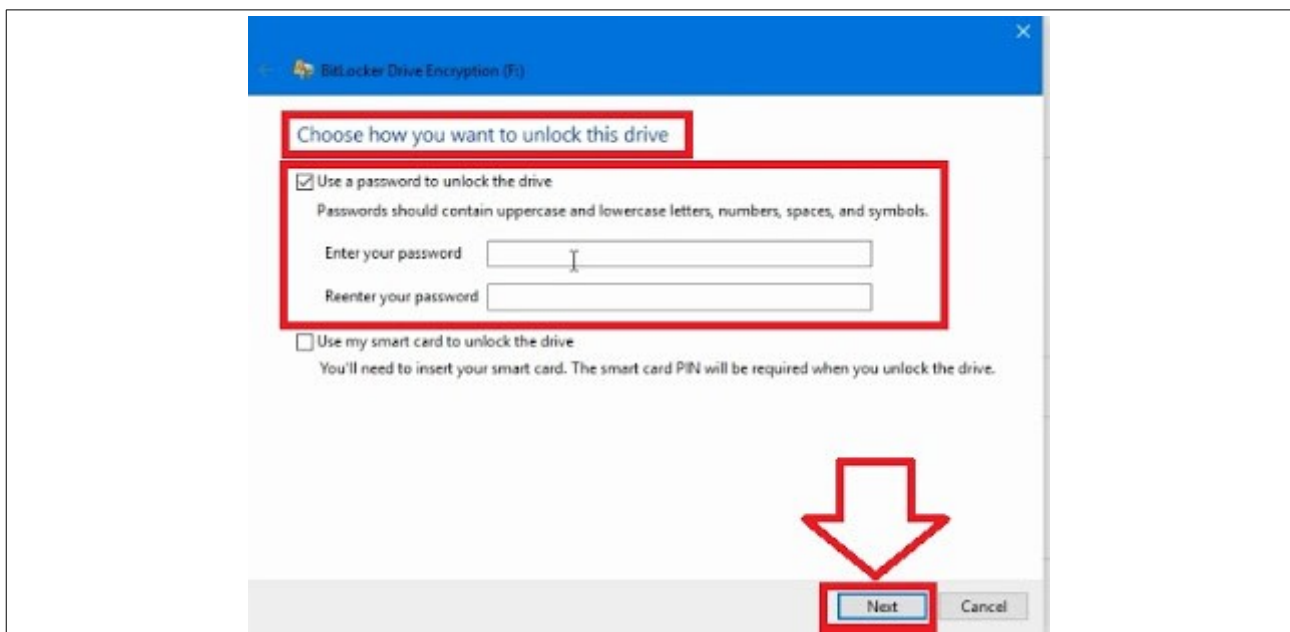 BitLocker Drive Encryption (F:)
Choose how you want to unlock this drive
Use a password to unlock the drive
Passwords should contain uppercase and lowercase letters, numbers, spaces, and symbols.
Enter your password
Reenter your password
Use my smart card to unlock the drive
You'll need to insert your smart card. The smart card PIN will be required when you unlock the drive.
Next Cancel